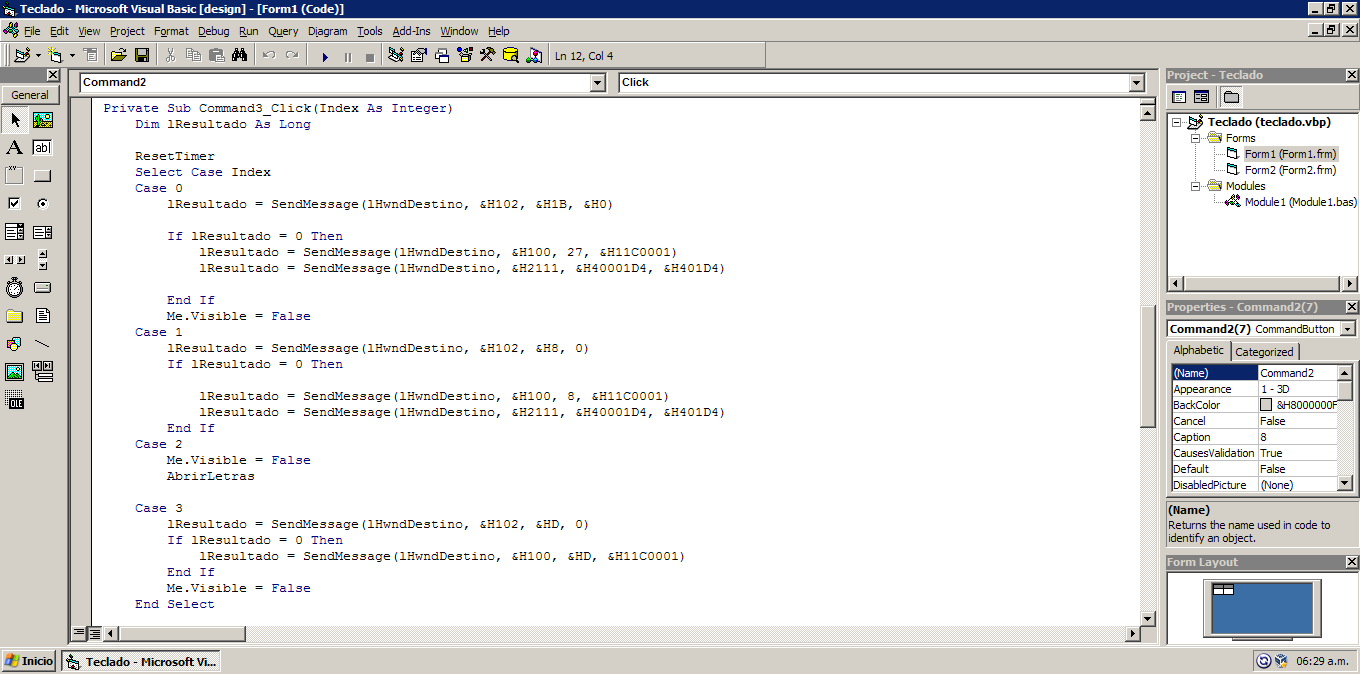 Teclado - Microsoft Visual Basic [design] - [Form1 (Code)]
File Edit View Project Format Debug Run Query Diagram Tools Add-Ins Window Help
Ln 12, Col 4
General
A
ab|
xy
OLE
Command2
Click
Private Sub Command3_Click(Index As Integer)
Dim lResultado As Long
ResetTimer
Select Case Index
Case 0
lResultado = SendMessage(lHwndDestino, &H102, &H1B, &H0)
If lResultado = 0 Then
lResultado = SendMessage(lHwndDestino, &H100, 27, &H11C0001)
lResultado = SendMessage(lHwndDestino, &H2111, &H40001D4, &H401D4)
End If
Me.Visible = False
Case 1
lResultado = SendMessage(lHwndDestino, &H102, &H8, 0)
If lResultado = 0 Then
lResultado = SendMessage(lHwndDestino, &H100, 8, &H11C0001)
lResultado = SendMessage(lHwndDestino, &H2111, &H40001D4, &H401D4)
End If
Case 2
Me.Visible = False
AbrirLetras
Case 3
lResultado = SendMessage(lHwndDestino, &H102, &HD, 0)
If lResultado = 0 Then
lResultado = SendMessage(lHwndDestino, &H100, &HD, &H11C0001)
End If
Me.Visible = False
End Select
Project - Teclado
Teclado (teclado.vbp)
Forms
Form1 (Form1.frm)
Form2 (Form2.frm)
Modules
Module1 (Module1.bas)
Properties - Command2(7)
Command2(7) CommandButton
Alphabetic Categorized
(Name) Command2
Appearance 1 - 3D
BackColor &H8000000F
Cancel False
Caption 8
CausesValidation True
Default False
DisabledPicture (None)
(Name)
Returns the name used in code to
identify an object.
Form Layout
Inicio
Teclado - Microsoft Vi...
06:29 a.m.